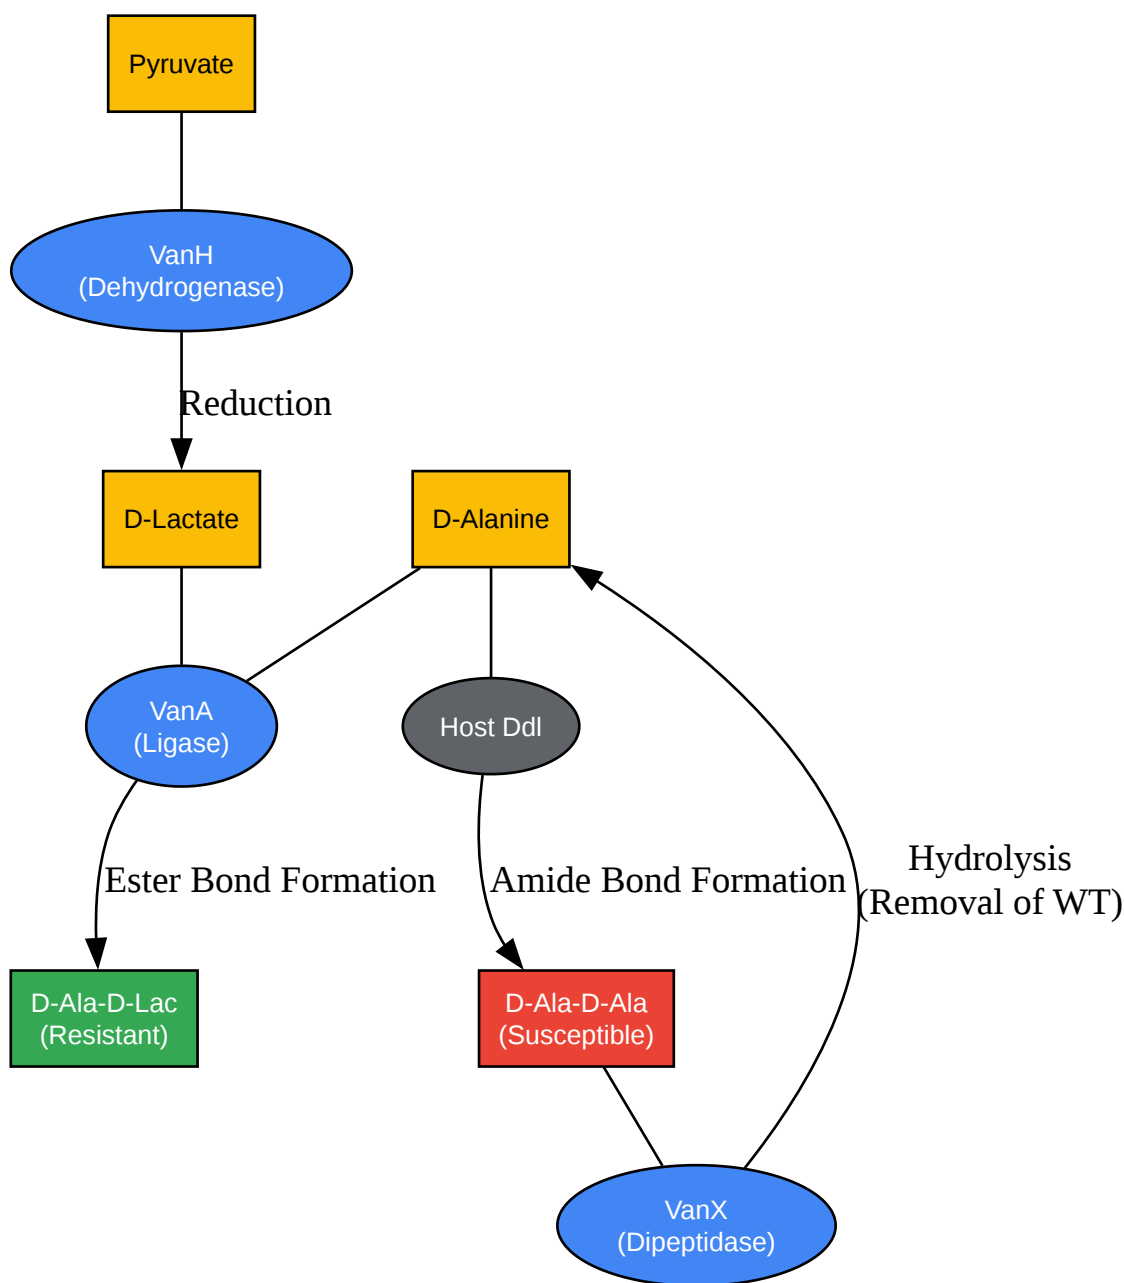 Pyruvate
VanH
(Dehydrogenase)
Reduction
D-Lactate
D-Alanine
VanA
(Ligase)
Host Ddl
Ester Bond Formation
Amide Bond Formation
Hydrolysis
(Removal of WT)
D-Ala-D-Lac
(Resistant)
D-Ala-D-Ala
(Susceptible)
VanX
(Dipeptidase)